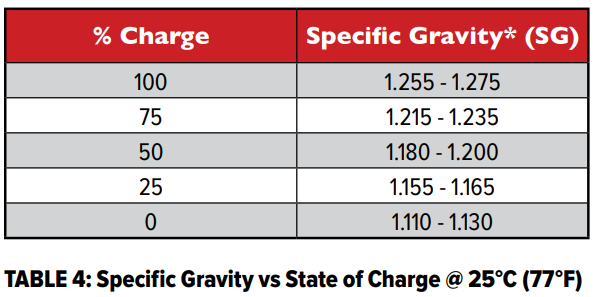 % Charge Specific Gravity* (SG)
100 1.255 - 1.275
75 1.215 - 1.235
50 1.180 - 1.200
25 1.155 - 1.165
0 1.110 - 1.130
TABLE 4: Specific Gravity vs State of Charge @ 25°C (77°F)